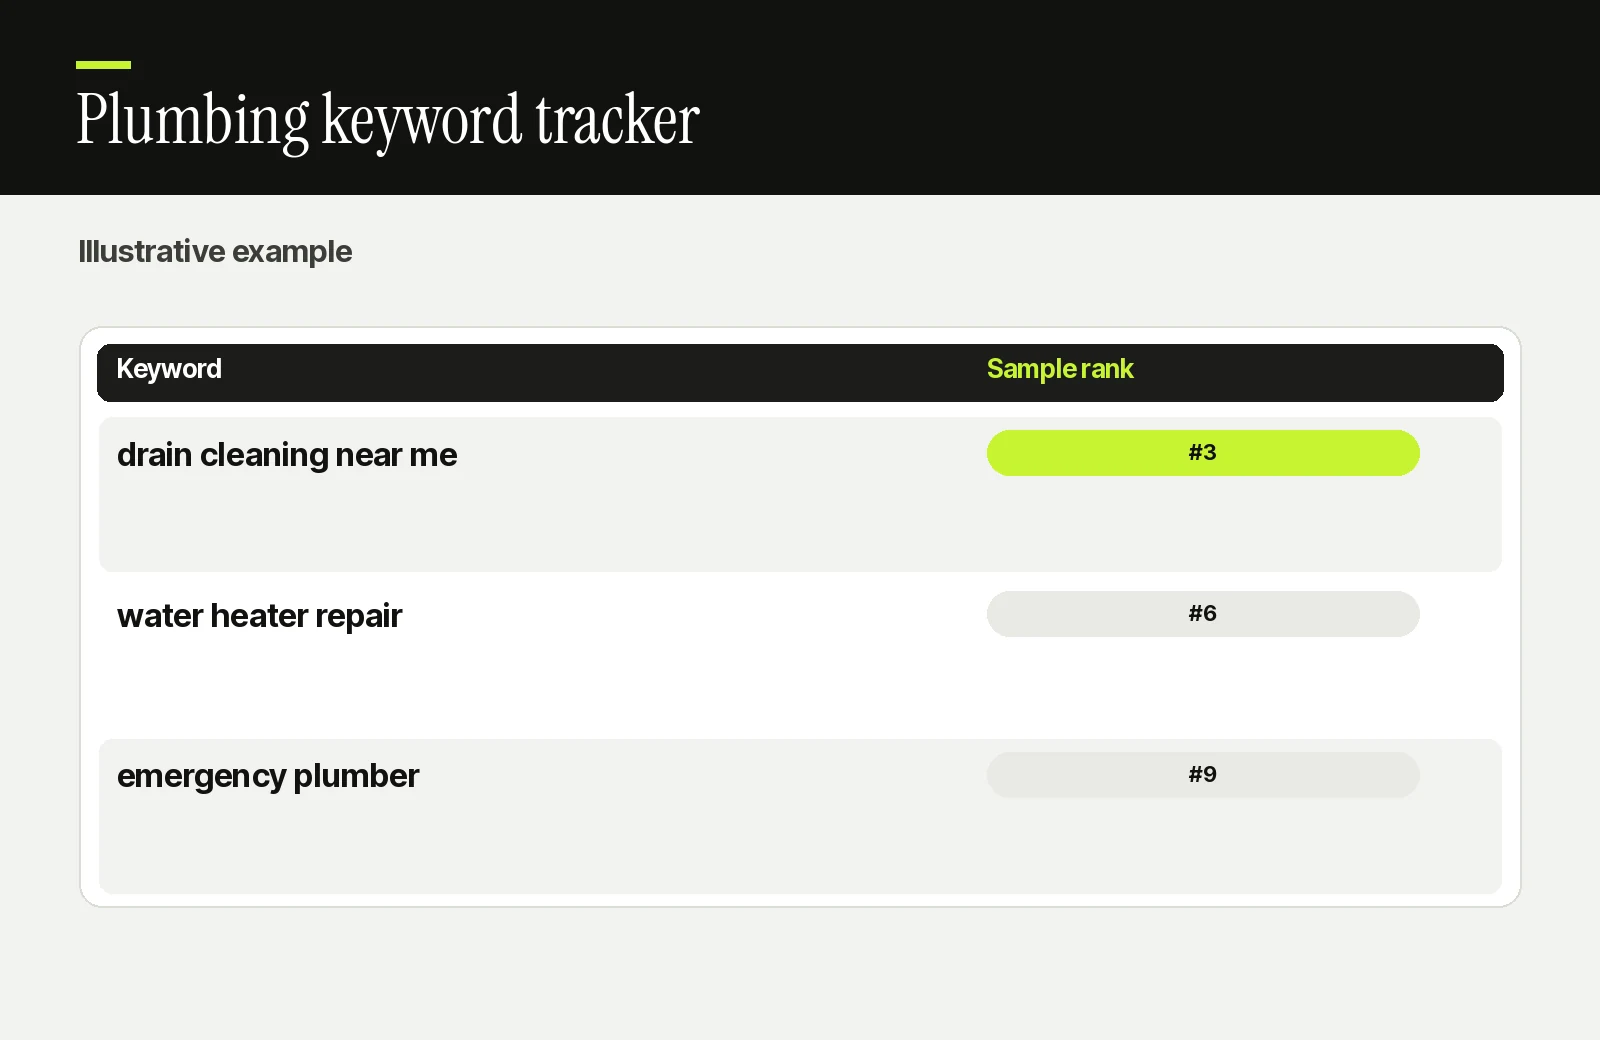 Plumbing keyword tracker
Illustrative example
Keyword Sample rank
drain cleaning near me #3
water heater repair #6
emergency plumber #9